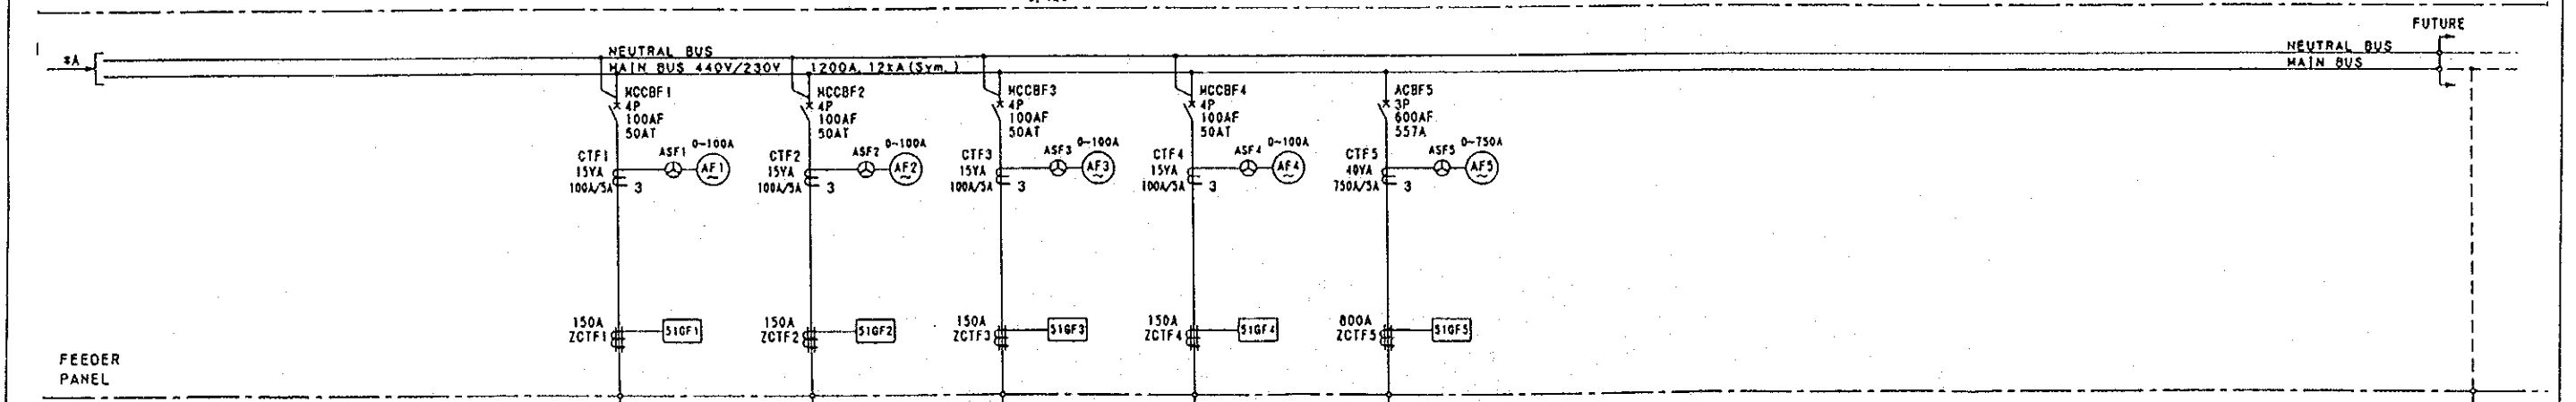 FUTURE
*A
NEUTRAL BUS
NEUTRAL BUS
MAIN BUS 440V/230V 1200A, 12kA(Sym.)
MAIN BUS
MCCBF1
4P
100AF
50AT
MCCBF2
4P
100AF
50AT
MCCBF3
4P
100AF
50AT
MCCBF4
4P
100AF
50AT
ACBF5
3P
600AF
557A
CTF1
15VA
100A/5A
3
ASF1
0~100A
AF1
CTF2
15VA
100A/5A
3
ASF2
0~100A
AF2
CTF3
15VA
100A/5A
3
ASF3
0~100A
AF3
CTF4
15VA
100A/5A
3
ASF4
0~100A
AF4
CTF5
40VA
750A/5A
3
ASF5
0~750A
AF5
150A
ZCTF1
51GF1
150A
ZCTF2
51GF2
150A
ZCTF3
51GF3
150A
ZCTF4
51GF4
800A
ZCTF5
51GF5
FEEDER
PANEL